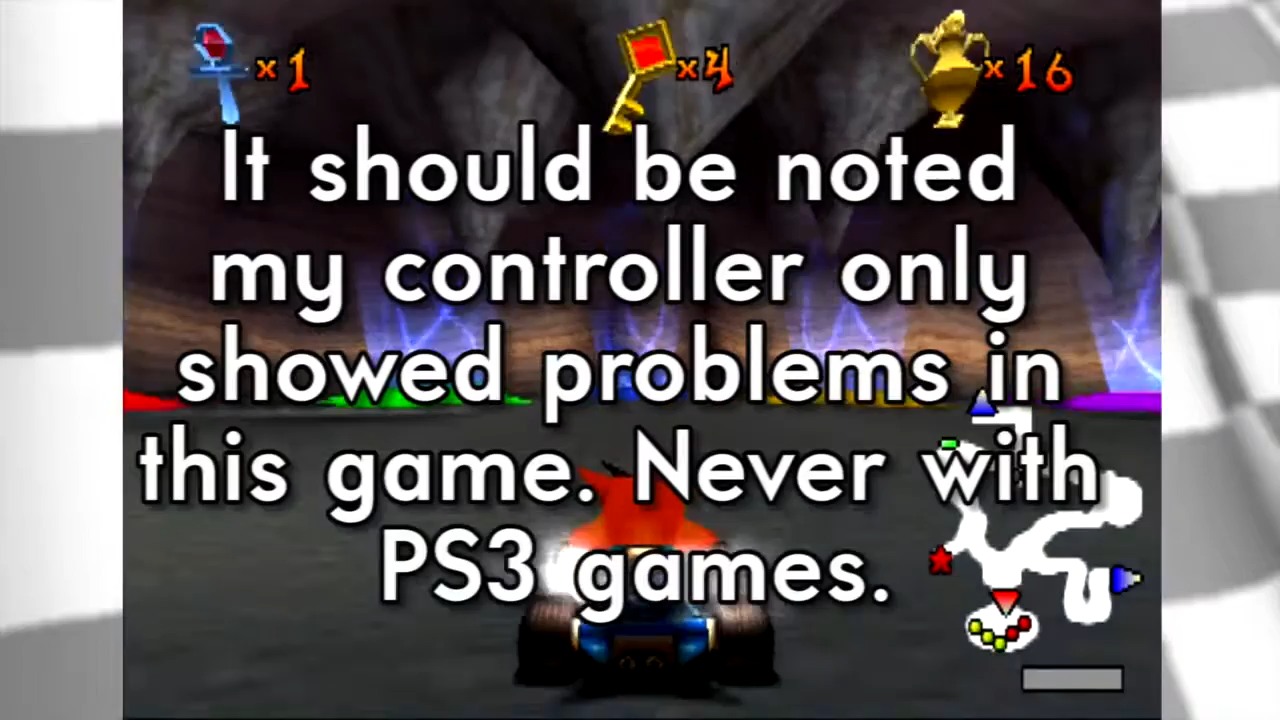 ×1 ×4 ×16
It should be noted
my controller only
showed problems in
this game. Never with
PS3 games.